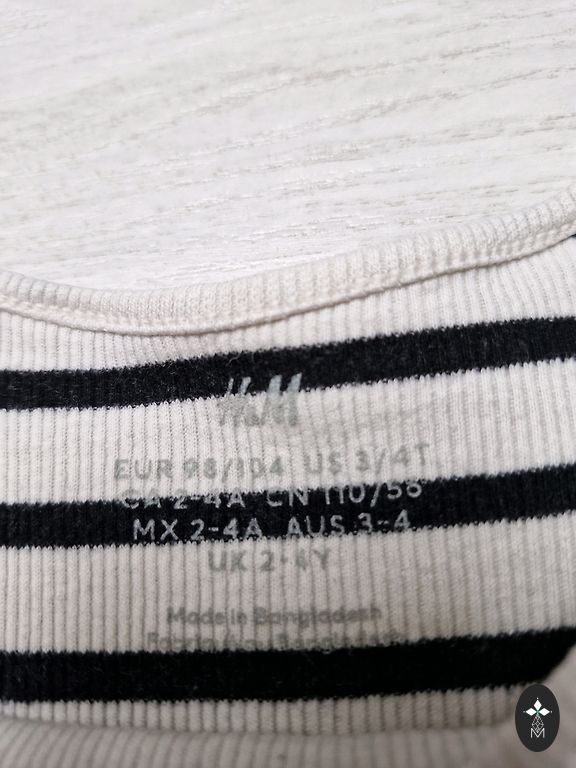 H&M
EUR 98/104 US 3/4T
CA 2-4A CN 110/56
MX 2-4A AUS 3-4
UK 2-4Y
Made in Bangladesh
M